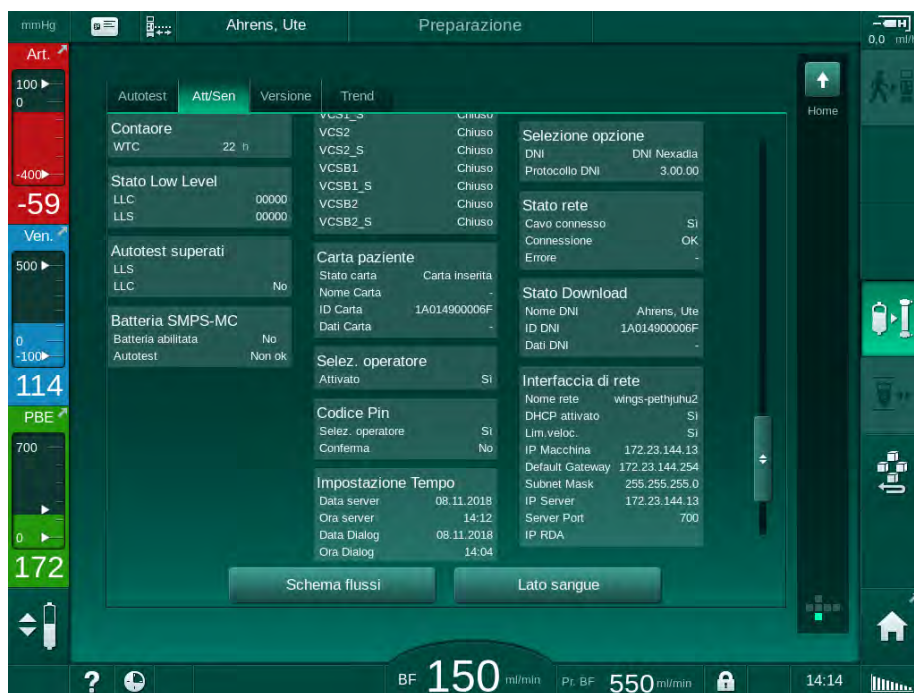 mmHg
Ahrens, Ute
Preparazione
0,0 ml/h
Art.
100
0
-400
-59
Ven.
500
0
-100
114
PBE
700
0
172
Home
Autotest
Att/Sen
Versione
Trend
Contaore
WTC 22 h
Stato Low Level
LLC 00000
LLS 00000
Autotest superati
LLS
LLC No
Batteria SMPS-MC
Batteria abilitata No
Autotest Non ok
VCS1_S Chiuso
VCS2 Chiuso
VCS2_S Chiuso
VCSB1 Chiuso
VCSB1_S Chiuso
VCSB2 Chiuso
VCSB2_S Chiuso
Carta paziente
Stato carta Carta inserita
Nome Carta -
ID Carta 1A014900006F
Dati Carta -
Selez. operatore
Attivato Sì
Codice Pin
Selez. operatore Sì
Conferma No
Impostazione Tempo
Data server 08.11.2018
Ora server 14:12
Data Dialog 08.11.2018
Ora Dialog 14:04
Selezione opzione
DNI DNI Nexadia
Protocollo DNI 3.00.00
Stato rete
Cavo connesso Sì
Connessione OK
Errore -
Stato Download
Nome DNI Ahrens, Ute
ID DNI 1A014900006F
Dati DNI -
Interfaccia di rete
Nome rete wings-pethjuhu2
DHCP attivato Sì
Lim.veloc. Sì
IP Macchina 172.23.144.13
Default Gateway 172.23.144.254
Subnet Mask 255.255.255.0
IP Server 172.23.144.13
Server Port 700
IP RDA
Schema flussi
Lato sangue
?
BF 150 ml/min
Pr. BF 550 ml/min
14:14